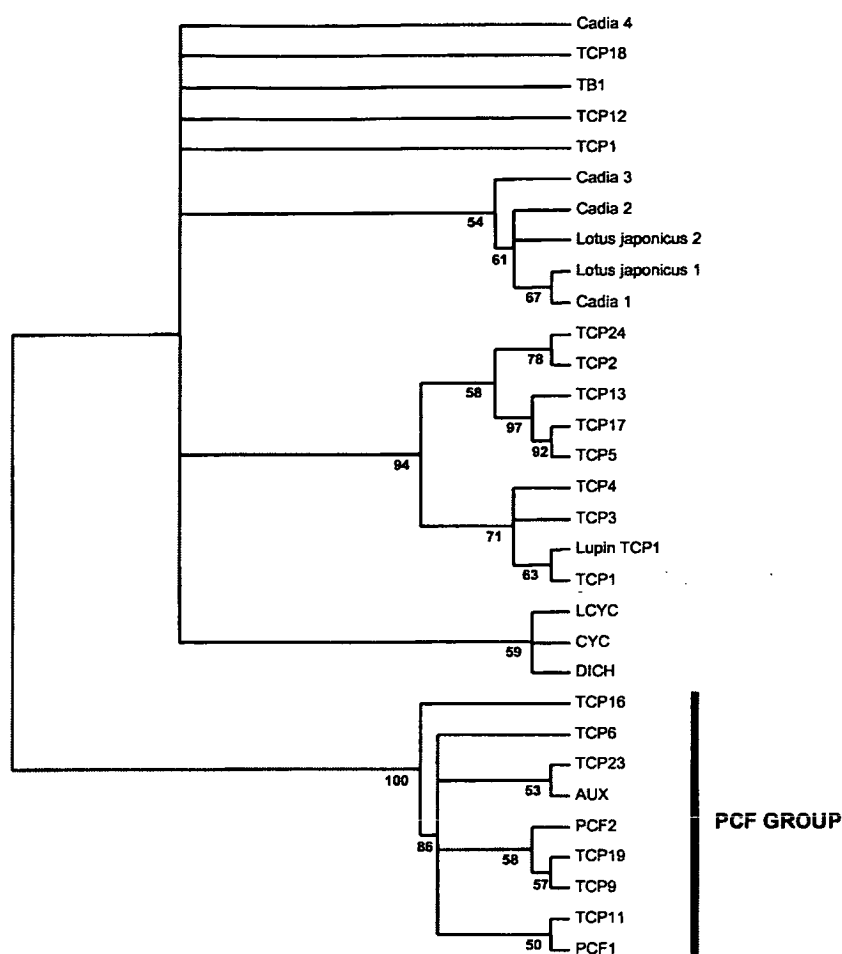 Cadia 4
TCP18
TB1
TCP12
TCP1
Cadia 3
54
Cadia 2
Lotus japonicus 2
61
Lotus japonicus 1
67
Cadia 1
TCP24
78
TCP2
58
TCP13
97
TCP17
92
TCP5
94
TCP4
TCP3
71
Lupin TCP1
63
TCP1
LCYC
CYC
59
DICH
TCP16
TCP6
TCP23
100
53
AUX
PCF2
PCF GROUP
86
TCP19
58
57
TCP9
TCP11
50
PCF1